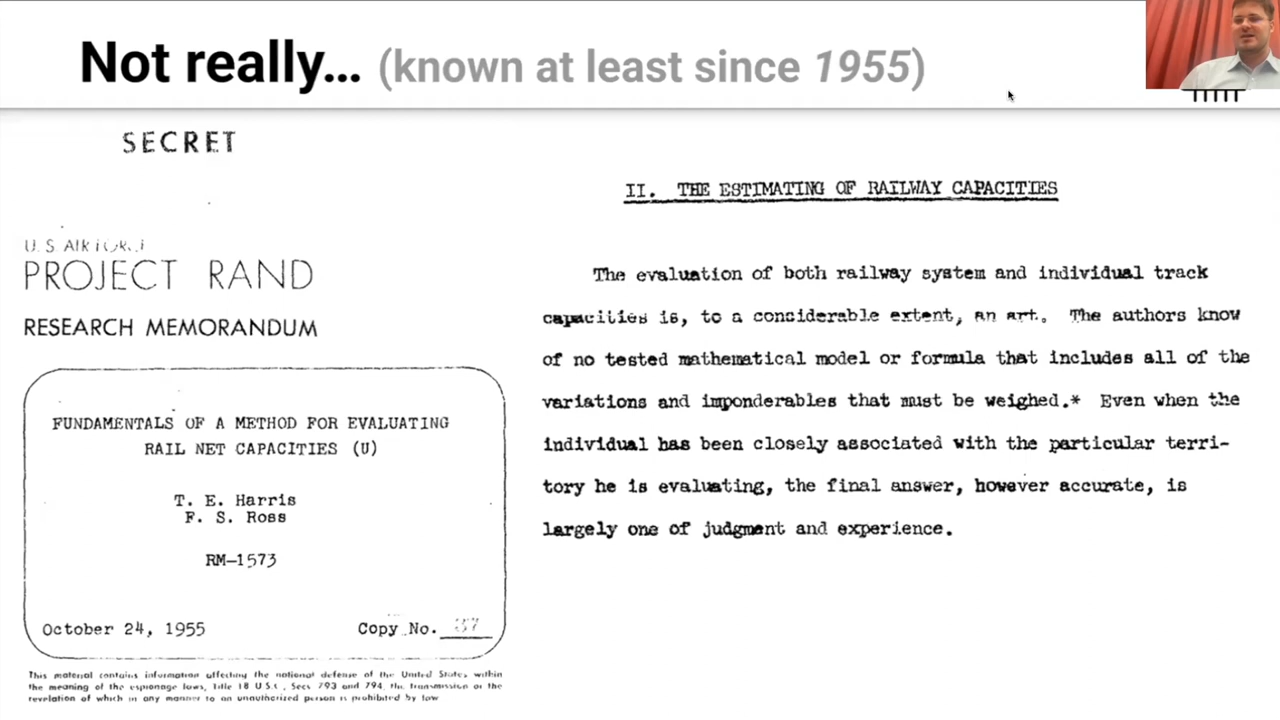 Not really... (known at least since 1955)
SECRET
U. S. AIR FORCE
PROJECT RAND
RESEARCH MEMORANDUM
FUNDAMENTALS OF A METHOD FOR EVALUATING
RAIL NET CAPACITIES (U)
T. E. Harris
F. S. Ross
RM-1573
October 24, 1955 Copy No. 37
This material contains information affecting the national defense of the United States within
the meaning of the espionage laws, Title 18 U.S.C., Secs 793 and 794, the transmission or the
revelation of which in any manner to an unauthorized person is prohibited by law
II. THE ESTIMATING OF RAILWAY CAPACITIES
The evaluation of both railway system and individual track
capacities is, to a considerable extent, an art. The authors know
of no tested mathematical model or formula that includes all of the
variations and imponderables that must be weighed.* Even when the
individual has been closely associated with the particular terri-
tory he is evaluating, the final answer, however accurate, is
largely one of judgment and experience.